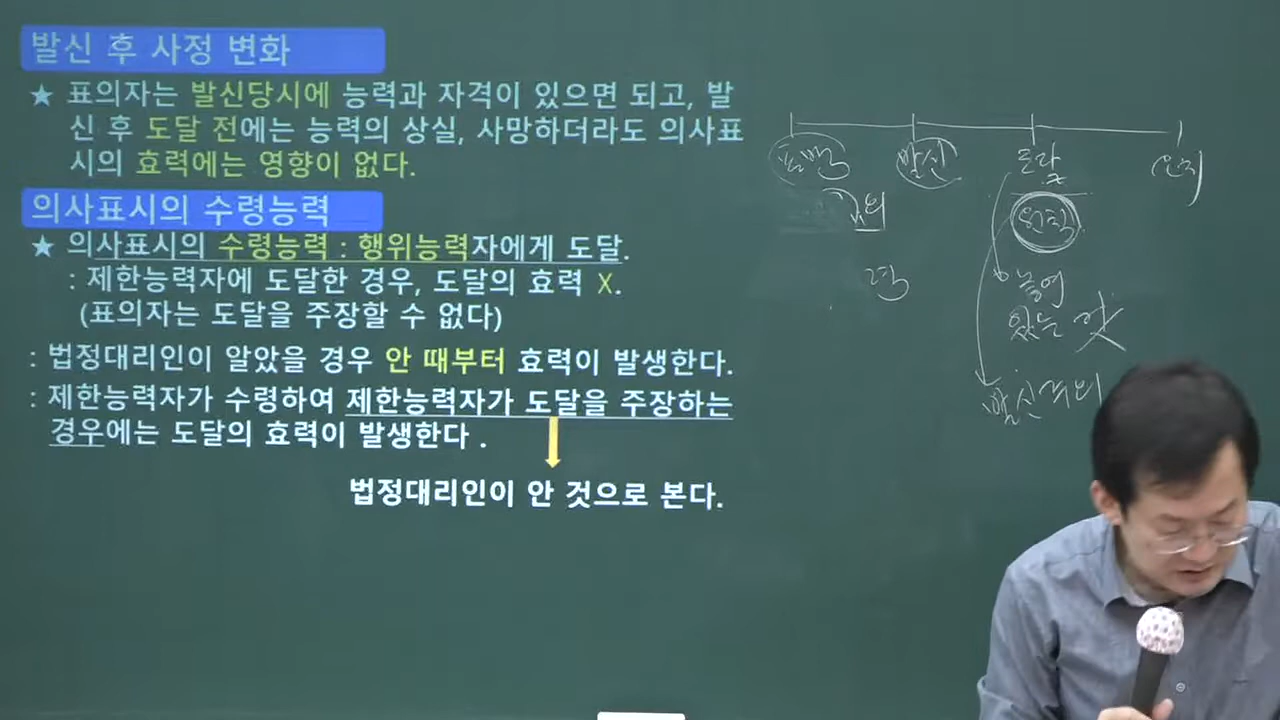 발신 후 사정 변화
★ 표의자는 발신당시에 능력과 자격이 있으면 되고, 발
신 후 도달 전에는 능력의 상실, 사망하더라도 의사표
시의 효력에는 영향이 없다.
의사표시의 수령능력
★ 의사표시의 수령능력 : 행위능력자에게 도달.
: 제한능력자에 도달한 경우, 도달의 효력 X.
(표의자는 도달을 주장할 수 없다)
: 법정대리인이 알았을 경우 안 때부터 효력이 발생한다.
: 제한능력자가 수령하여 제한능력자가 도달을 주장하는
경우에는 도달의 효력이 발생한다 .
법정대리인이 안 것으로 본다.
발신
도달
놓여
있는 것